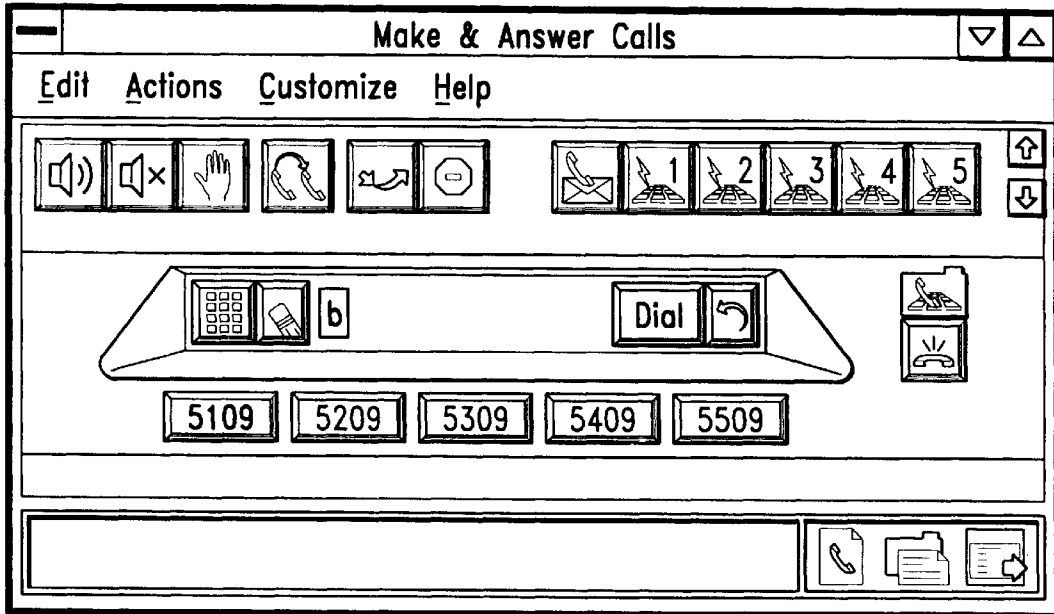 Make & Answer Calls
Edit Actions Customize Help
1 2 3 4 5
b Dial
5109 5209 5309 5409 5509